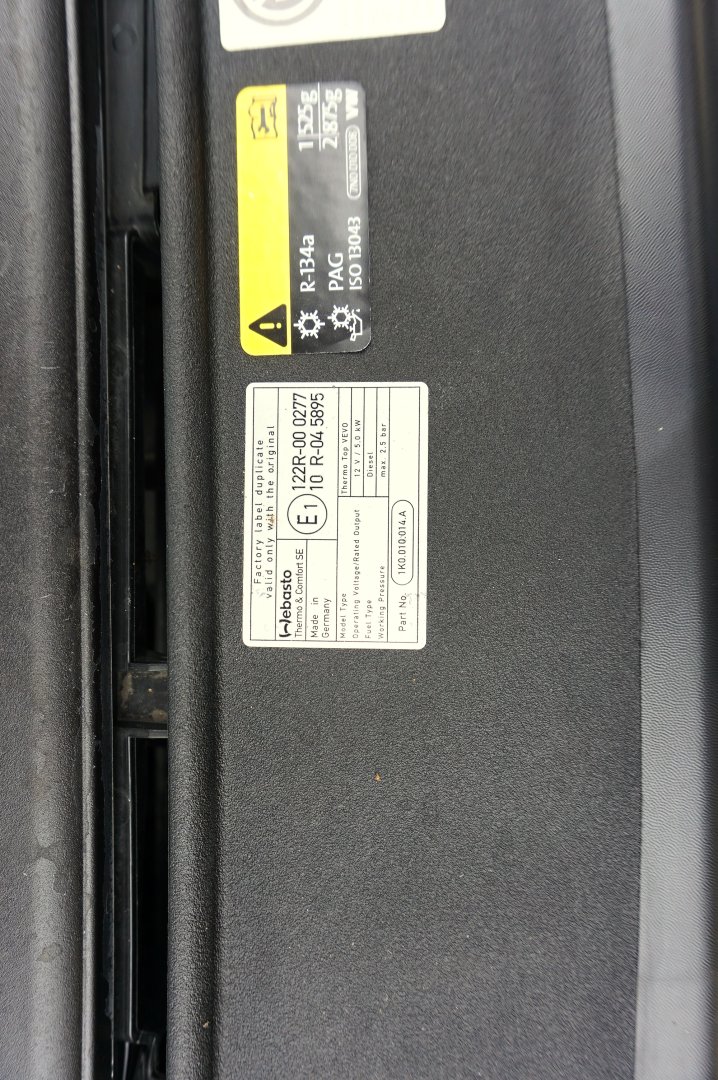 R-134a
1 525g
2 875g
PAG
ISO 13043
VW
Factory label duplicate
valid only with the original
Webasto
Thermo & Comfort SE
Made in
Germany
E1
122R-00 0277
10 R-04 5895
Model Type
Thermo Top VEVO
Operating Voltage/Rated Output
12 V / 5.0 kW
Fuel Type
Diesel
Working Pressure
max. 2.5 bar
Part No.
1K0.010.014.A